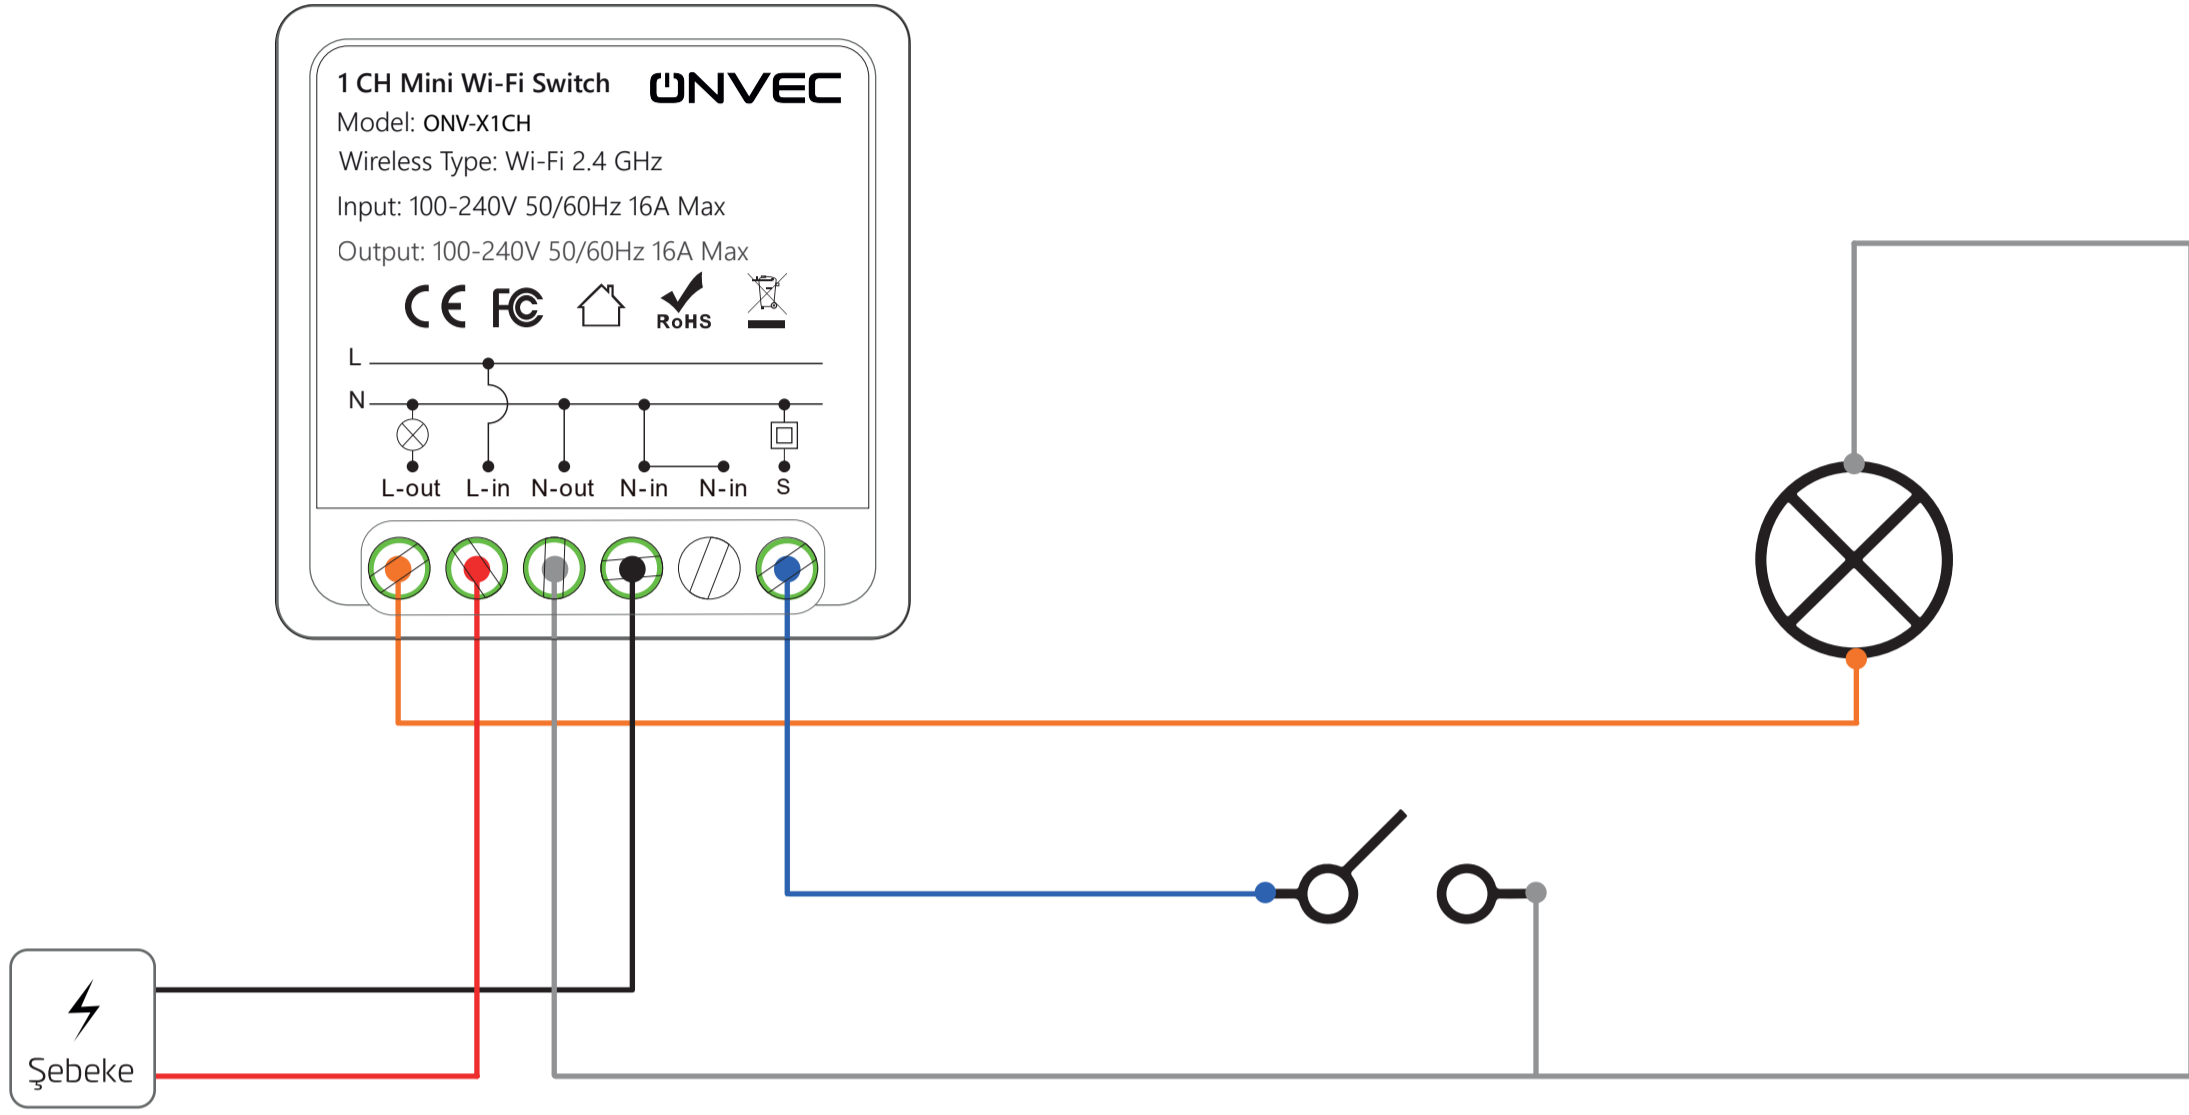 1 CH Mini Wi-Fi Switch ONVEC
Model: ONV-X1CH
Wireless Type: Wi-Fi 2.4 GHz
Input: 100-240V 50/60Hz 16A Max
Output: 100-240V 50/60Hz 16A Max
CE FC RoHS
L
N
L-out L-in N-out N-in N-in S
Şebeke